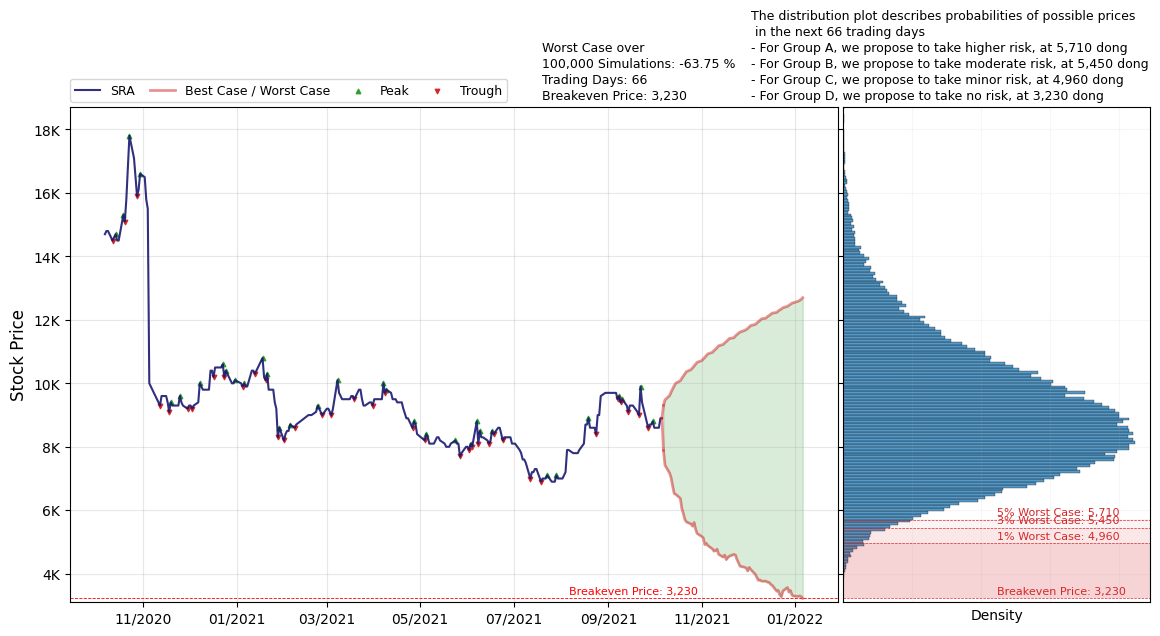 The distribution plot describes probabilities of possible prices
in the next 66 trading days
- For Group A, we propose to take higher risk, at 5,710 dong
- For Group B, we propose to take moderate risk, at 5,450 dong
- For Group C, we propose to take minor risk, at 4,960 dong
- For Group D, we propose to take no risk, at 3,230 dong
Worst Case over
100,000 Simulations: -63.75 %
Trading Days: 66
Breakeven Price: 3,230
SRA
Best Case / Worst Case
Peak
Trough
Stock Price
18K
16K
14K
12K
10K
8K
6K
4K
Breakeven Price: 3,230
11/2020
01/2021
03/2021
05/2021
07/2021
09/2021
11/2021
01/2022
5% Worst Case: 5,710
3% Worst Case: 5,450
1% Worst Case: 4,960
Breakeven Price: 3,230
Density